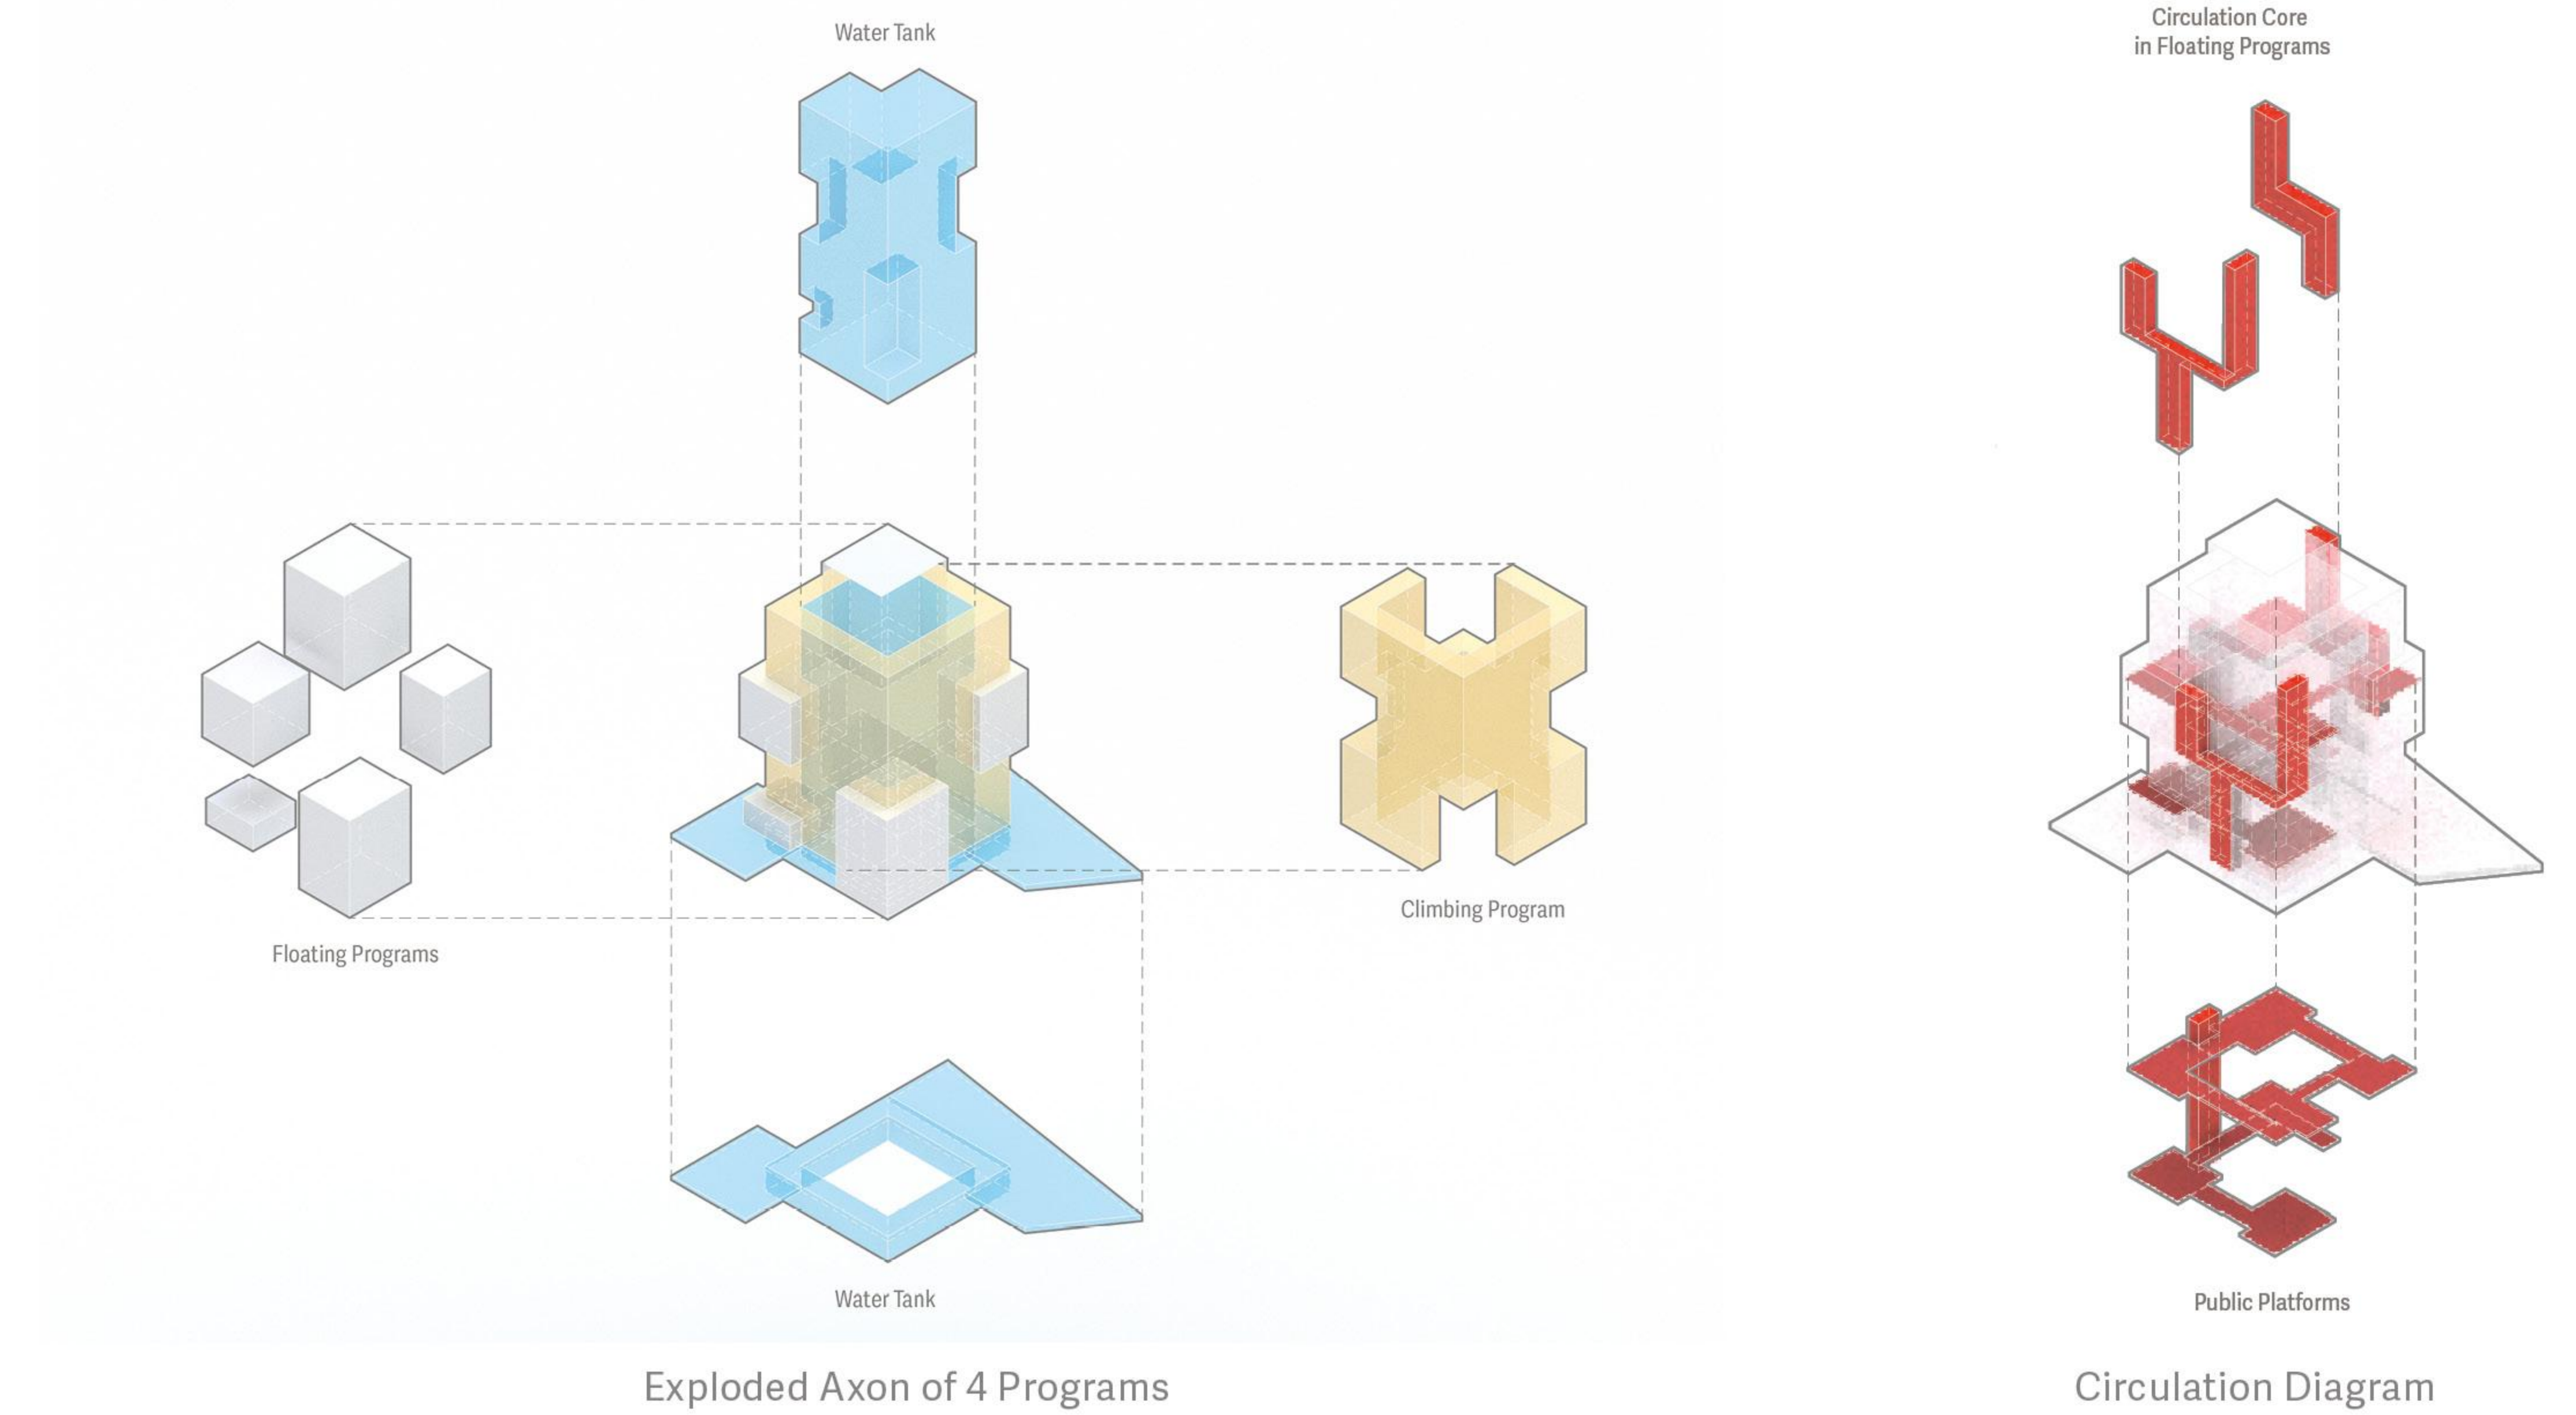 Water Tank
Circulation Core
in Floating Programs
Climbing Program
Floating Programs
Water Tank
Public Platforms
Exploded Axon of 4 Programs
Circulation Diagram